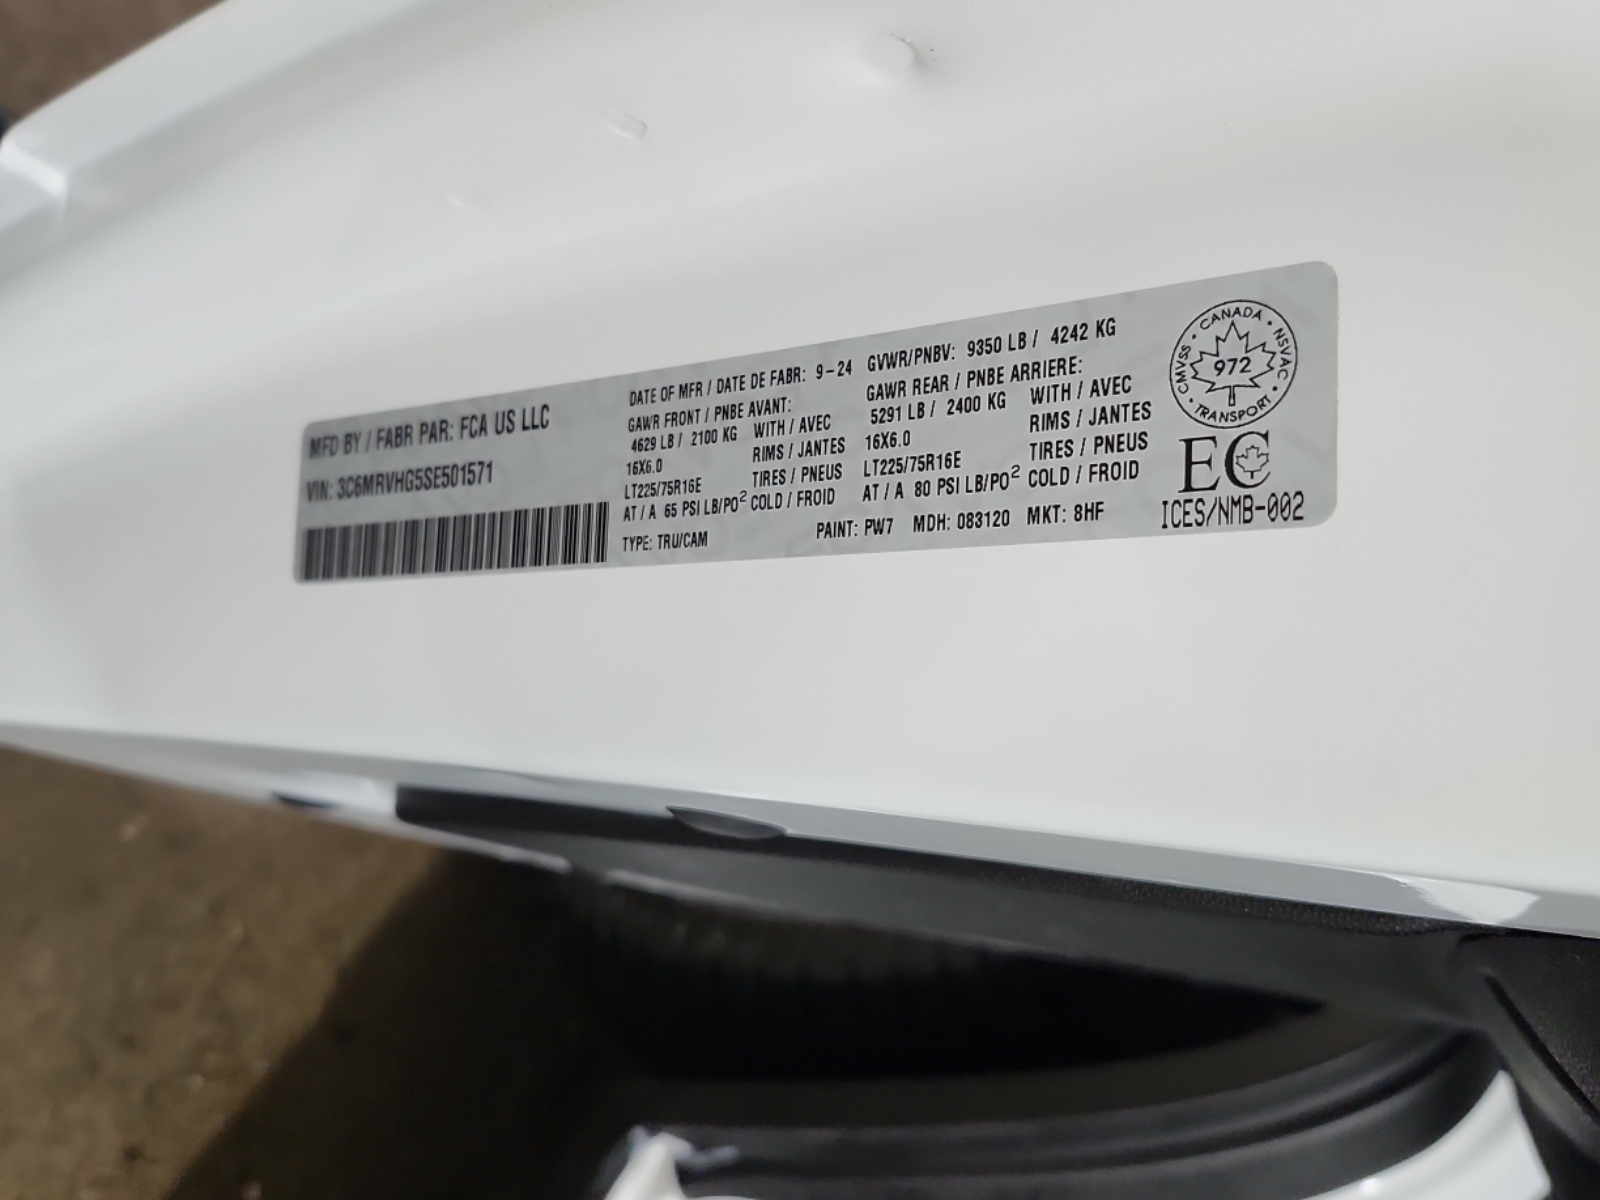 MFD BY / FABR PAR: FCA US LLC
VIN: 3C6MRVHG5SE501571
DATE OF MFR / DATE DE FABR: 9-24
GAWR FRONT / PNBE AVANT:
4629 LB / 2100 KG WITH / AVEC
16X6.0 RIMS / JANTES
LT225/75R16E TIRES / PNEUS
AT / A 65 PSI LB/PO² COLD / FROID
TYPE: TRU/CAM
GVWR/PNBV: 9350 LB / 4242 KG
GAWR REAR / PNBE ARRIERE:
5291 LB / 2400 KG WITH / AVEC
16X6.0 RIMS / JANTES
LT225/75R16E TIRES / PNEUS
AT / A 80 PSI LB/PO² COLD / FROID
PAINT: PW7 MDH: 083120 MKT: 8HF
CMVSS • CANADA • NSVAC • TRANSPORT •
972
EC
ICES/NMB-002